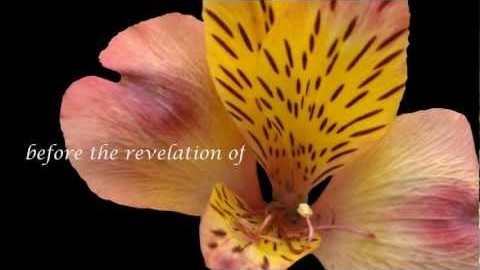 before the revelation of